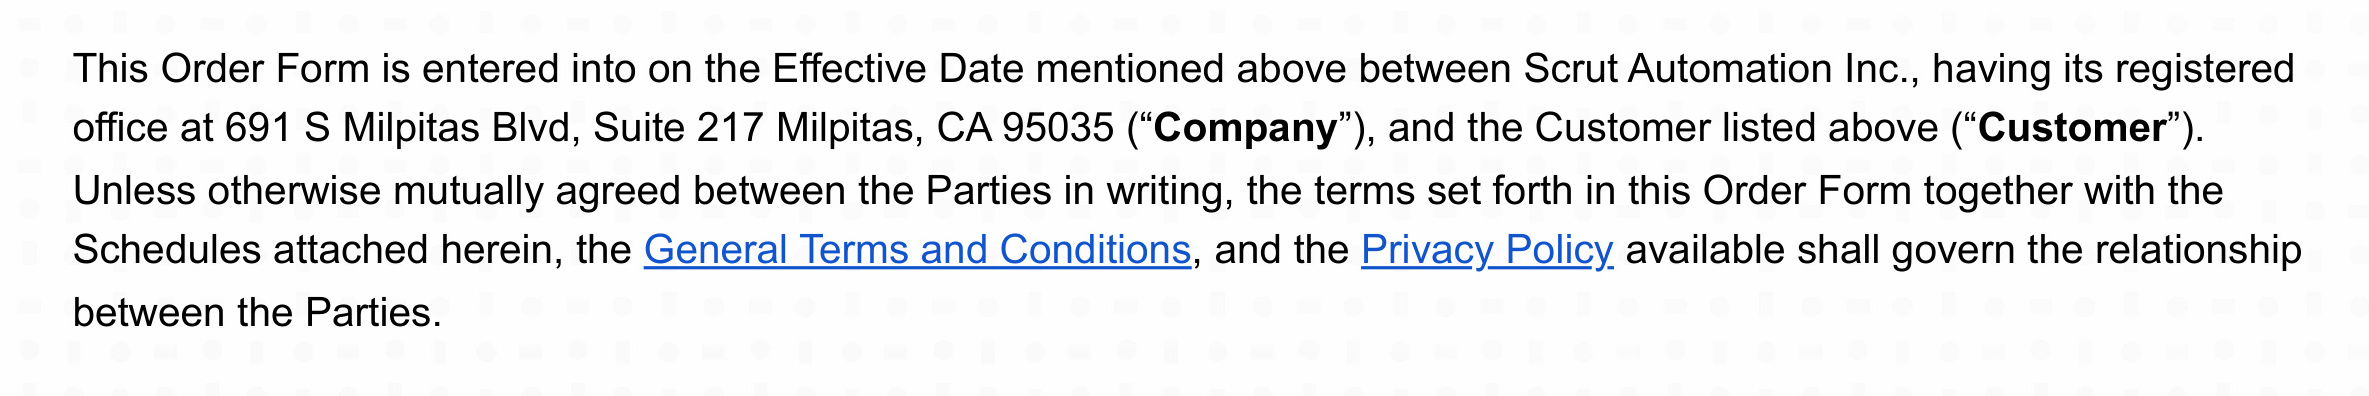 This Order Form is entered into on the Effective Date mentioned above between Scrut Automation Inc., having its registered
office at 691 S Milpitas Blvd, Suite 217 Milpitas, CA 95035 (“Company”), and the Customer listed above (“Customer”).
Unless otherwise mutually agreed between the Parties in writing, the terms set forth in this Order Form together with the
Schedules attached herein, the General Terms and Conditions, and the Privacy Policy available shall govern the relationship
between the Parties.